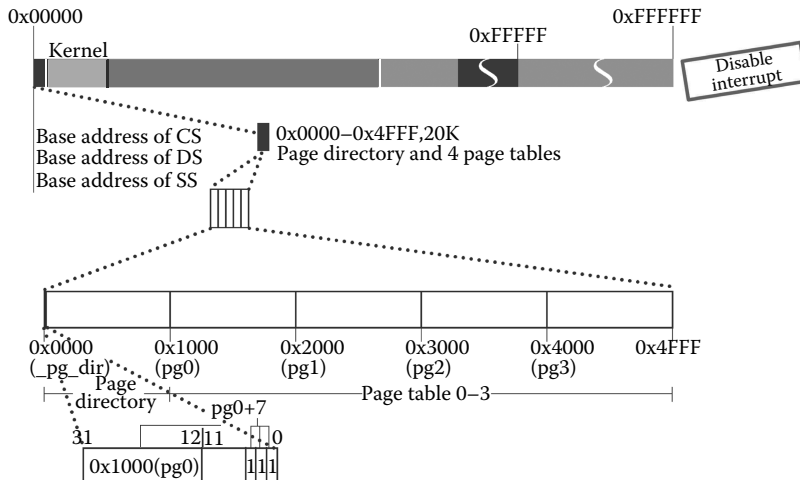 0x00000
0xFFFFFF
0xFFFFF
Kernel
Disable
interrupt
Base address of CS
Base address of DS
Base address of SS
0x0000–0x4FFF,20K
Page directory and 4 page tables
0x0000
(_pg_dir)
0x1000
(pg0)
0x2000
(pg1)
0x3000
(pg2)
0x4000
(pg3)
0x4FFF
Page
directory
Page table 0–3
pg0+7
31
12
11
0
0x1000(pg0)
1
1
1